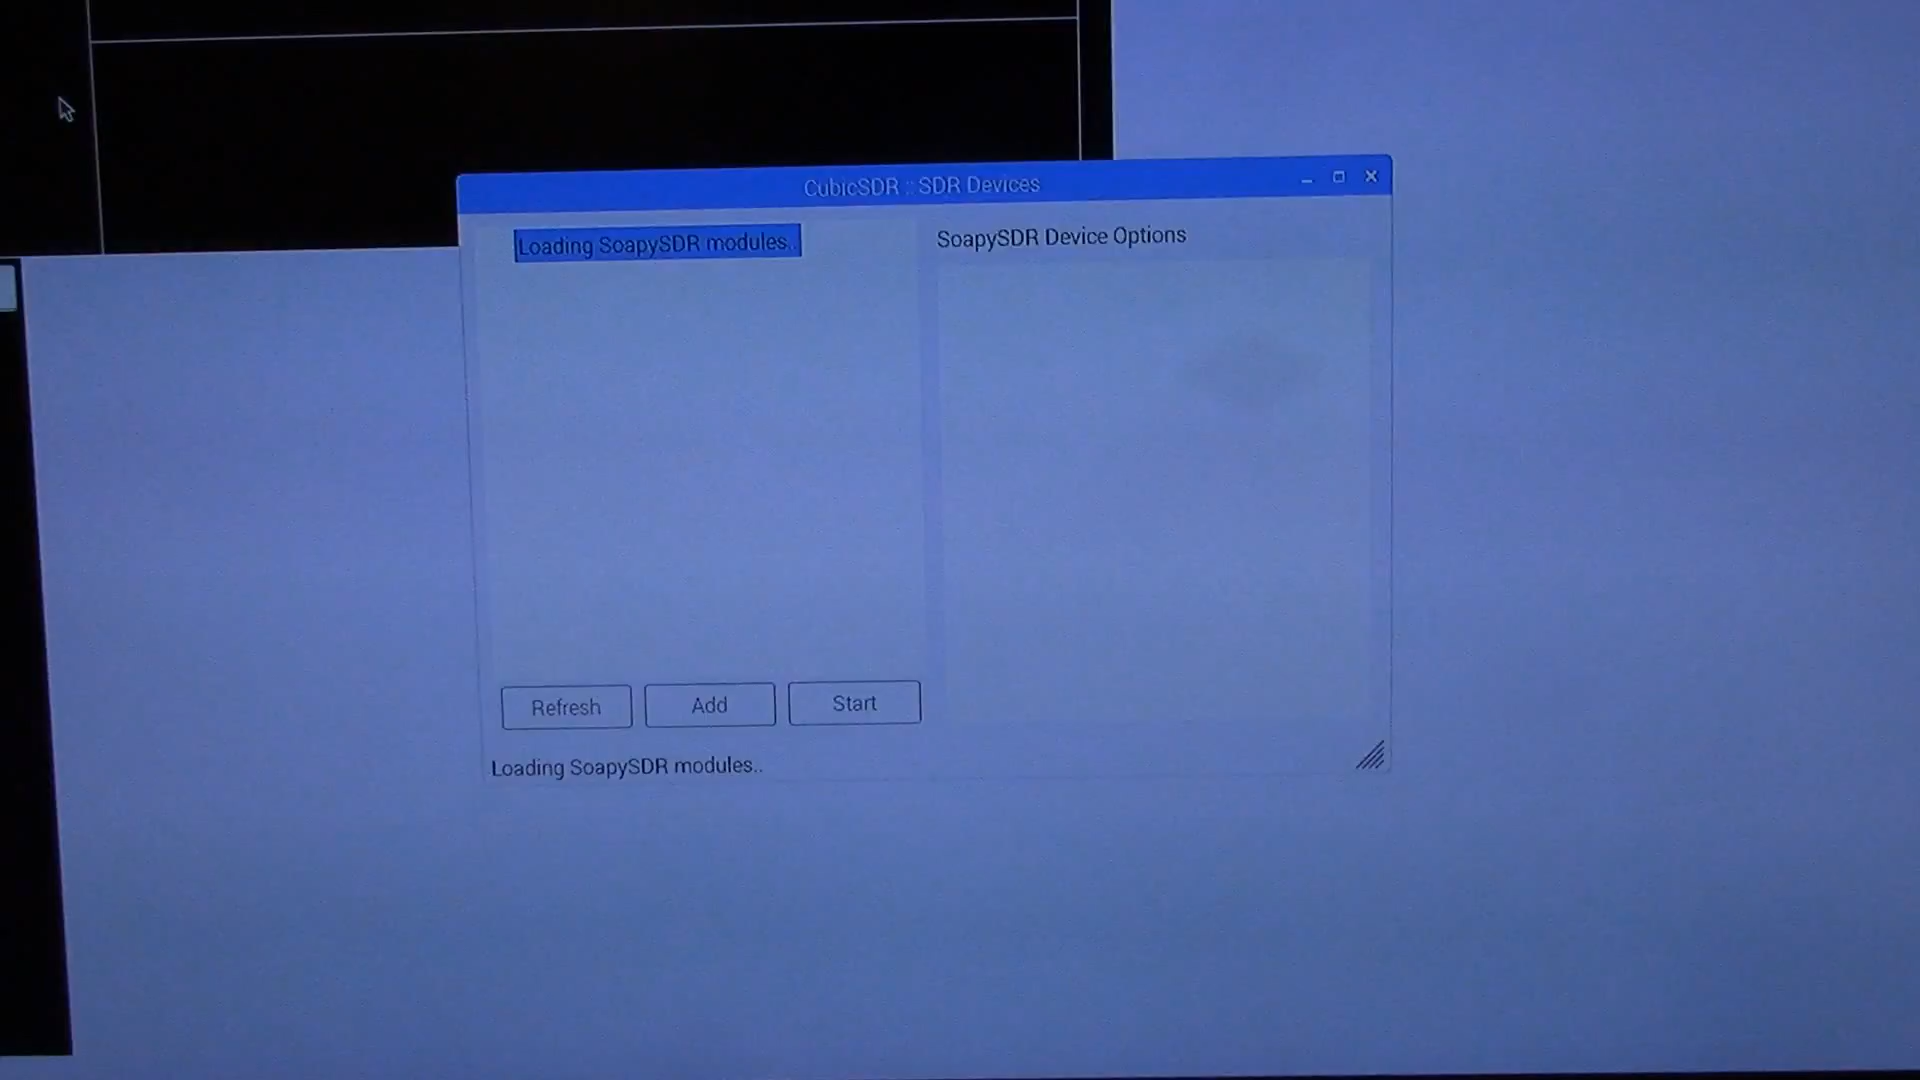 CubicSDR :: SDR Devices
Loading SoapySDR modules..
SoapySDR Device Options
Refresh
Add
Start
Loading SoapySDR modules..